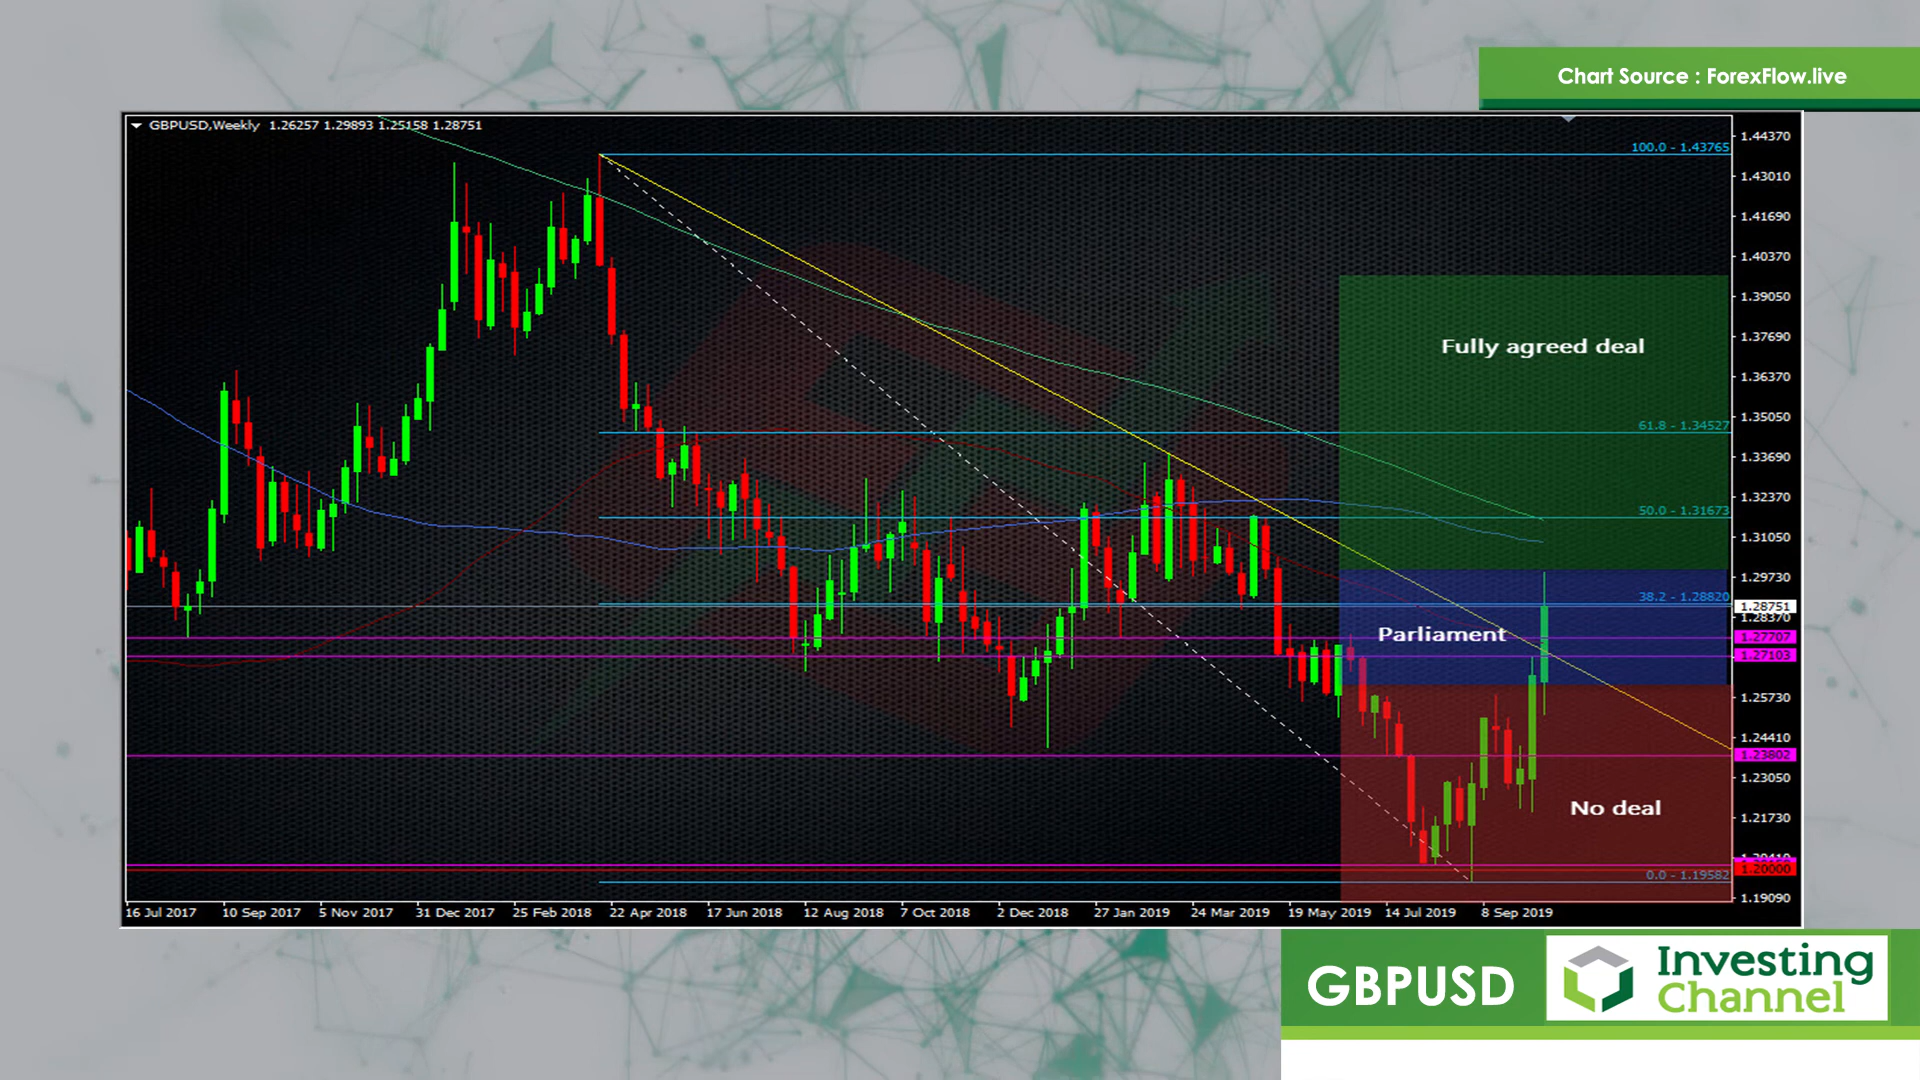 Chart Source : ForexFlow.live
GBPUSD,Weekly 1.26257 1.29893 1.25158 1.28751
1.44370
100.0 - 1.43765
1.43010
1.41690
1.40370
1.39050
Fully agreed deal
1.37690
1.36370
1.35050
61.8 - 1.34527
1.33690
1.32370
50.0 - 1.31673
1.31050
1.29730
38.2 - 1.28820
1.28751
1.28370
Parliament
1.27707
1.27103
1.25730
1.24410
1.23802
1.23050
No deal
1.21730
1.20000
0.0 - 1.19582
1.19090
16 Jul 2017 10 Sep 2017 5 Nov 2017 31 Dec 2017 25 Feb 2018 22 Apr 2018 17 Jun 2018 12 Aug 2018 7 Oct 2018 2 Dec 2018 27 Jan 2019 24 Mar 2019 19 May 2019 14 Jul 2019 8 Sep 2019
GBPUSD
Investing
Channel